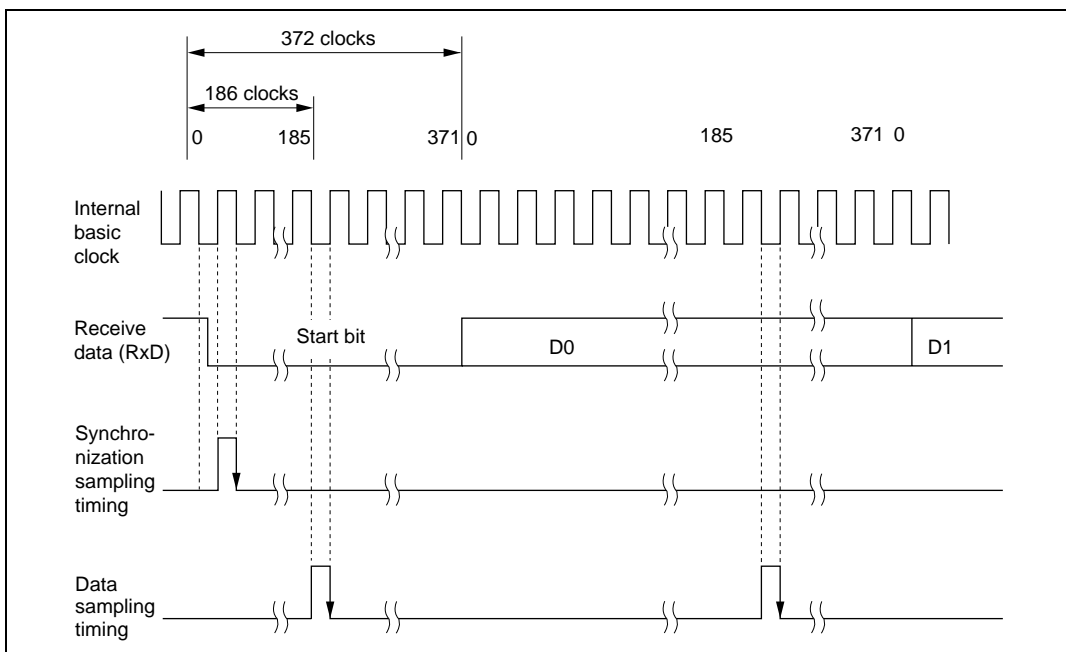 372 clocks
186 clocks
0
185
371 0
185
371 0
Internal
basic
clock
Receive
data (RxD)
Start bit
D0
D1
Synchro-
nization
sampling
timing
Data
sampling
timing